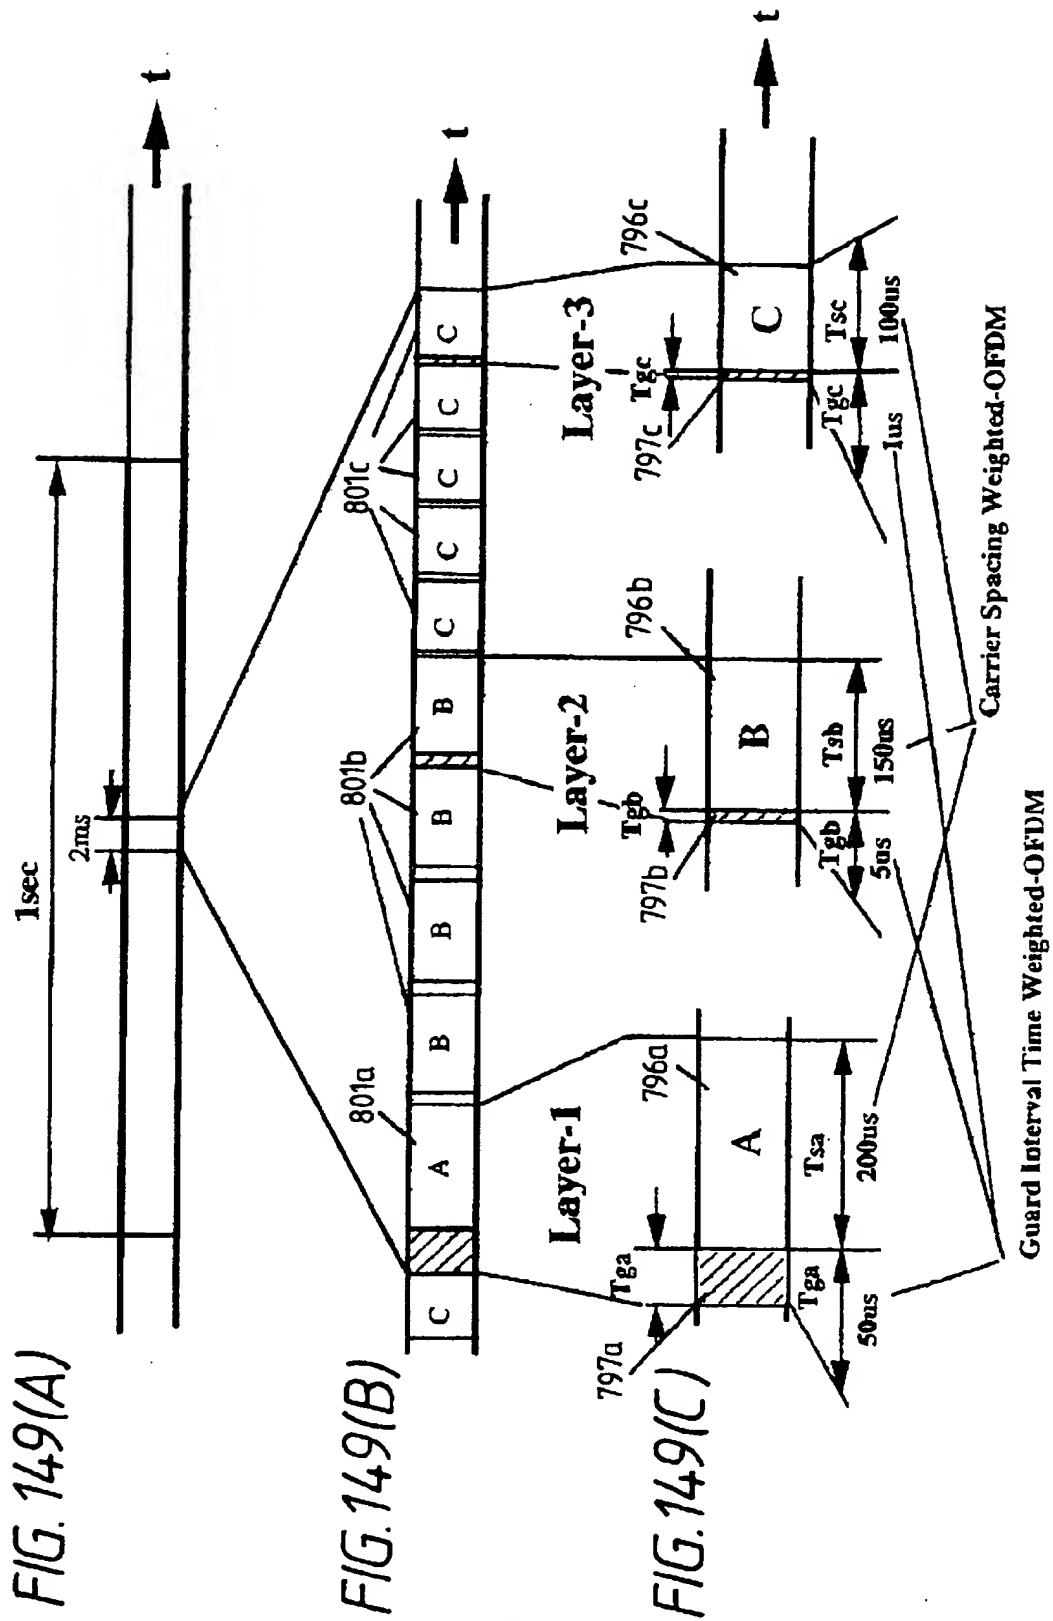 FIG. 149(A)
1sec
2ms
t
FIG. 149(B)
801a
801b
801c
C
A
B
B
B
B
C
C
C
C
C
t
Layer-1
Layer-2
Layer-3
FIG. 149(C)
797a
Tga
796a
A
Tga
50us
Tsa
200us
797b
Tgb
796b
B
Tgb
5us
Tsb
150us
797c
Tgc
796c
C
Tgc
1us
Tsc
100us
t
Carrier Spacing Weighted-OFDM
Guard Interval Time Weighted-OFDM